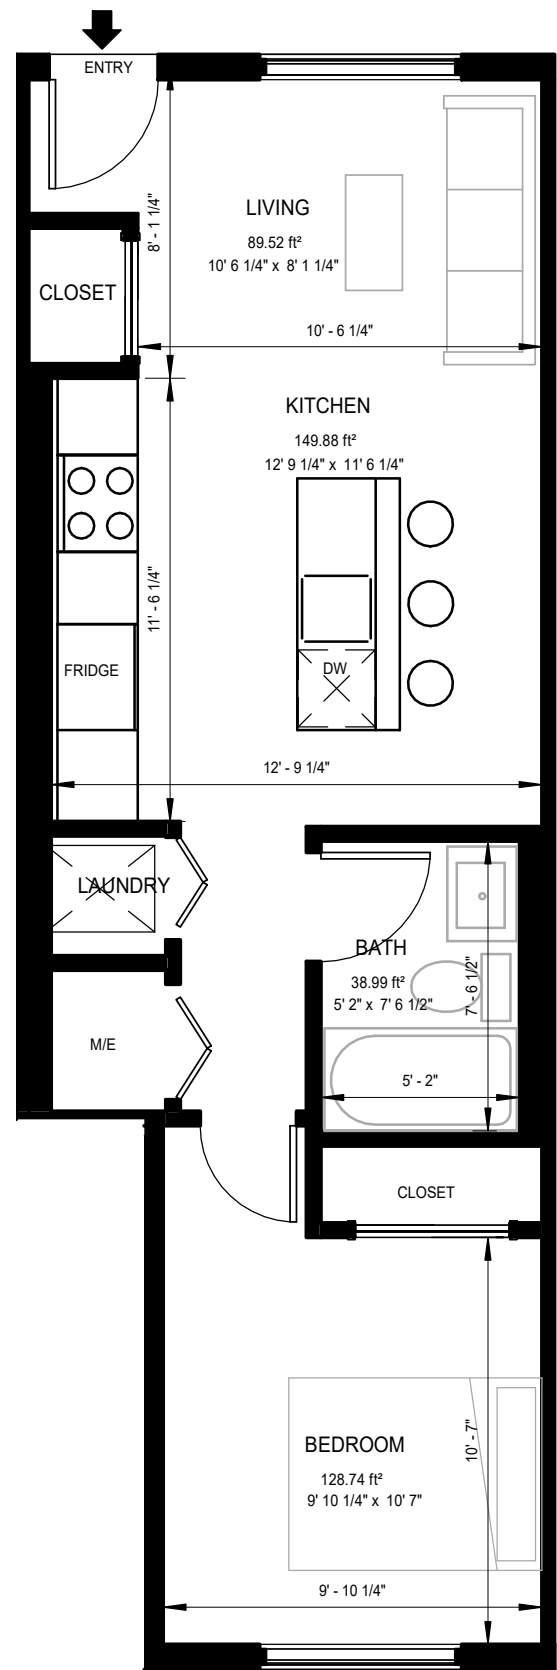 ENTRY
LIVING
89.52 ft²
10' 6 1/4" x 8' 1 1/4"
8' - 1 1/4"
CLOSET
10' - 6 1/4"
KITCHEN
149.88 ft²
12' 9 1/4" x 11' 6 1/4"
11' - 6 1/4"
FRIDGE
DW
12' - 9 1/4"
LAUNDRY
BATH
38.99 ft²
5' 2" x 7' 6 1/2"
7' - 6 1/2"
M/E
5' - 2"
CLOSET
BEDROOM
128.74 ft²
9' 10 1/4" x 10' 7"
10' - 7"
9' - 10 1/4"